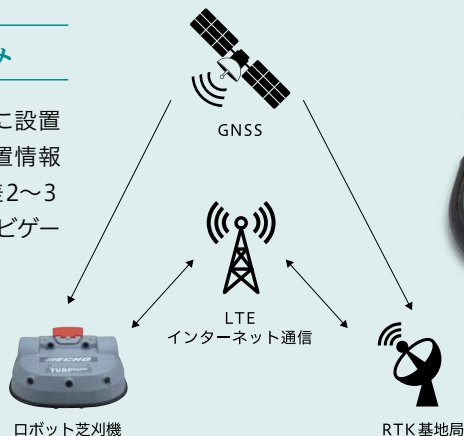 み
に設置
置情報
差2〜3
ビゲー
GNSS
LTE
インターネット通信
ECHO
TURF
ロボット芝刈機
RTK基地局